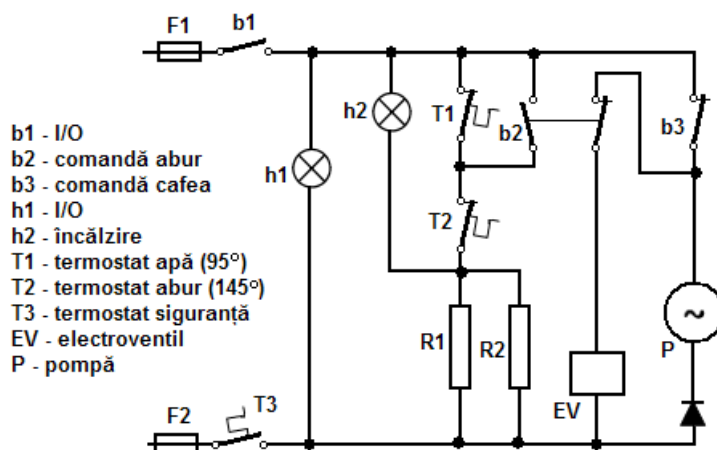 F1
b1
h2
T1
b2
b3
h1
b1 - I/O
b2 - comandă abur
b3 - comandă cafea
h1 - I/O
h2 - încălzire
T1 - termostat apă (95°)
T2 - termostat abur (145°)
T3 - termostat siguranță
EV - electroventil
P - pompă
T2
R1
R2
EV
~
P
F2
T3